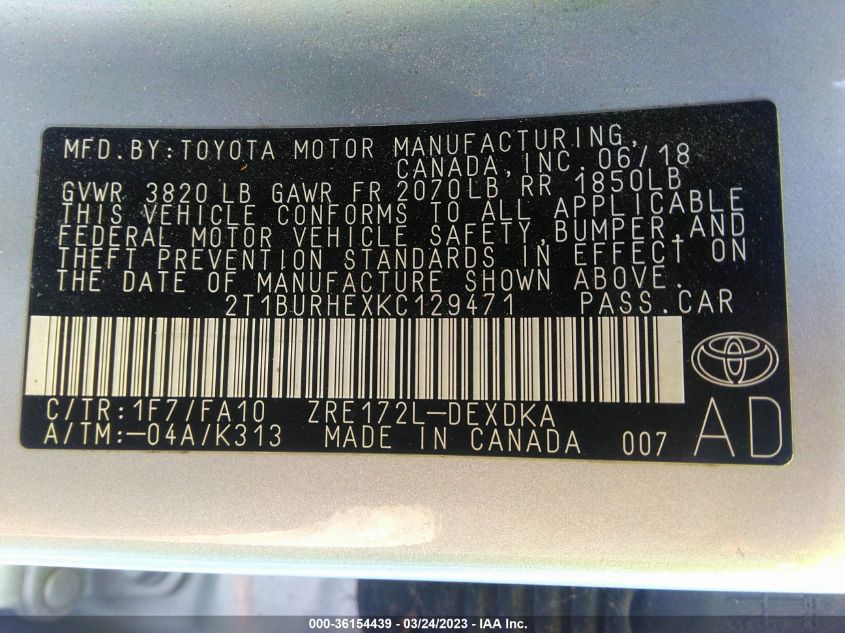 MFD.BY:TOYOTA MOTOR MANUFACTURING,
CANADA,INC.06/18
GVWR 3820 LB GAWR FR 2070LB RR 1850LB
THIS VEHICLE CONFORMS TO ALL APPLICABLE
FEDERAL MOTOR VEHICLE SAFETY,BUMPER,AND
THEFT PREVENTION STANDARDS IN EFFECT ON
THE DATE OF MANUFACTURE SHOWN ABOVE.
2T1BURHEXKC129471 PASS.CAR
C/TR:1F7/FA10 ZRE172L-DEXDKA
A/TM:-04A/K313 MADE IN CANADA 007
AD
000-36154439 - 03/24/2023 - IAA Inc.